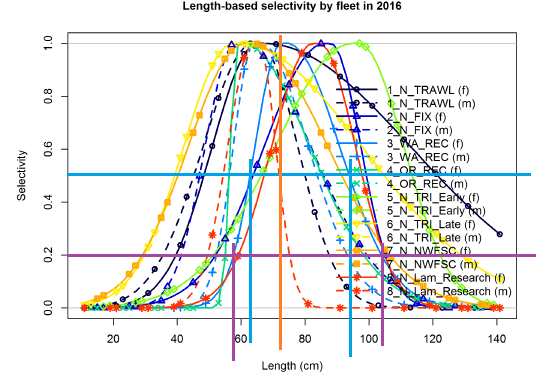 Length-based selectivity by fleet in 2016
Selectivity
1.0
0.8
0.6
0.4
0.2
0.0
1_N_TRAWL (f)
1_N_TRAWL (m)
2_N_FIX (f)
2_N_FIX (m)
3_WA_REC (f)
3_WA_REC (m)
4_OR_REC (f)
4_OR_REC (m)
5_N_TRI_Early (f)
5_N_TRI_Early (m)
6_N_TRI_Late (f)
6_N_TRI_Late (m)
7_N_NWFSC (f)
7_N_NWFSC (m)
8_N_Lam_Research (f)
8_N_Lam_Research (m)
20 40 60 80 100 120 140
Length (cm)